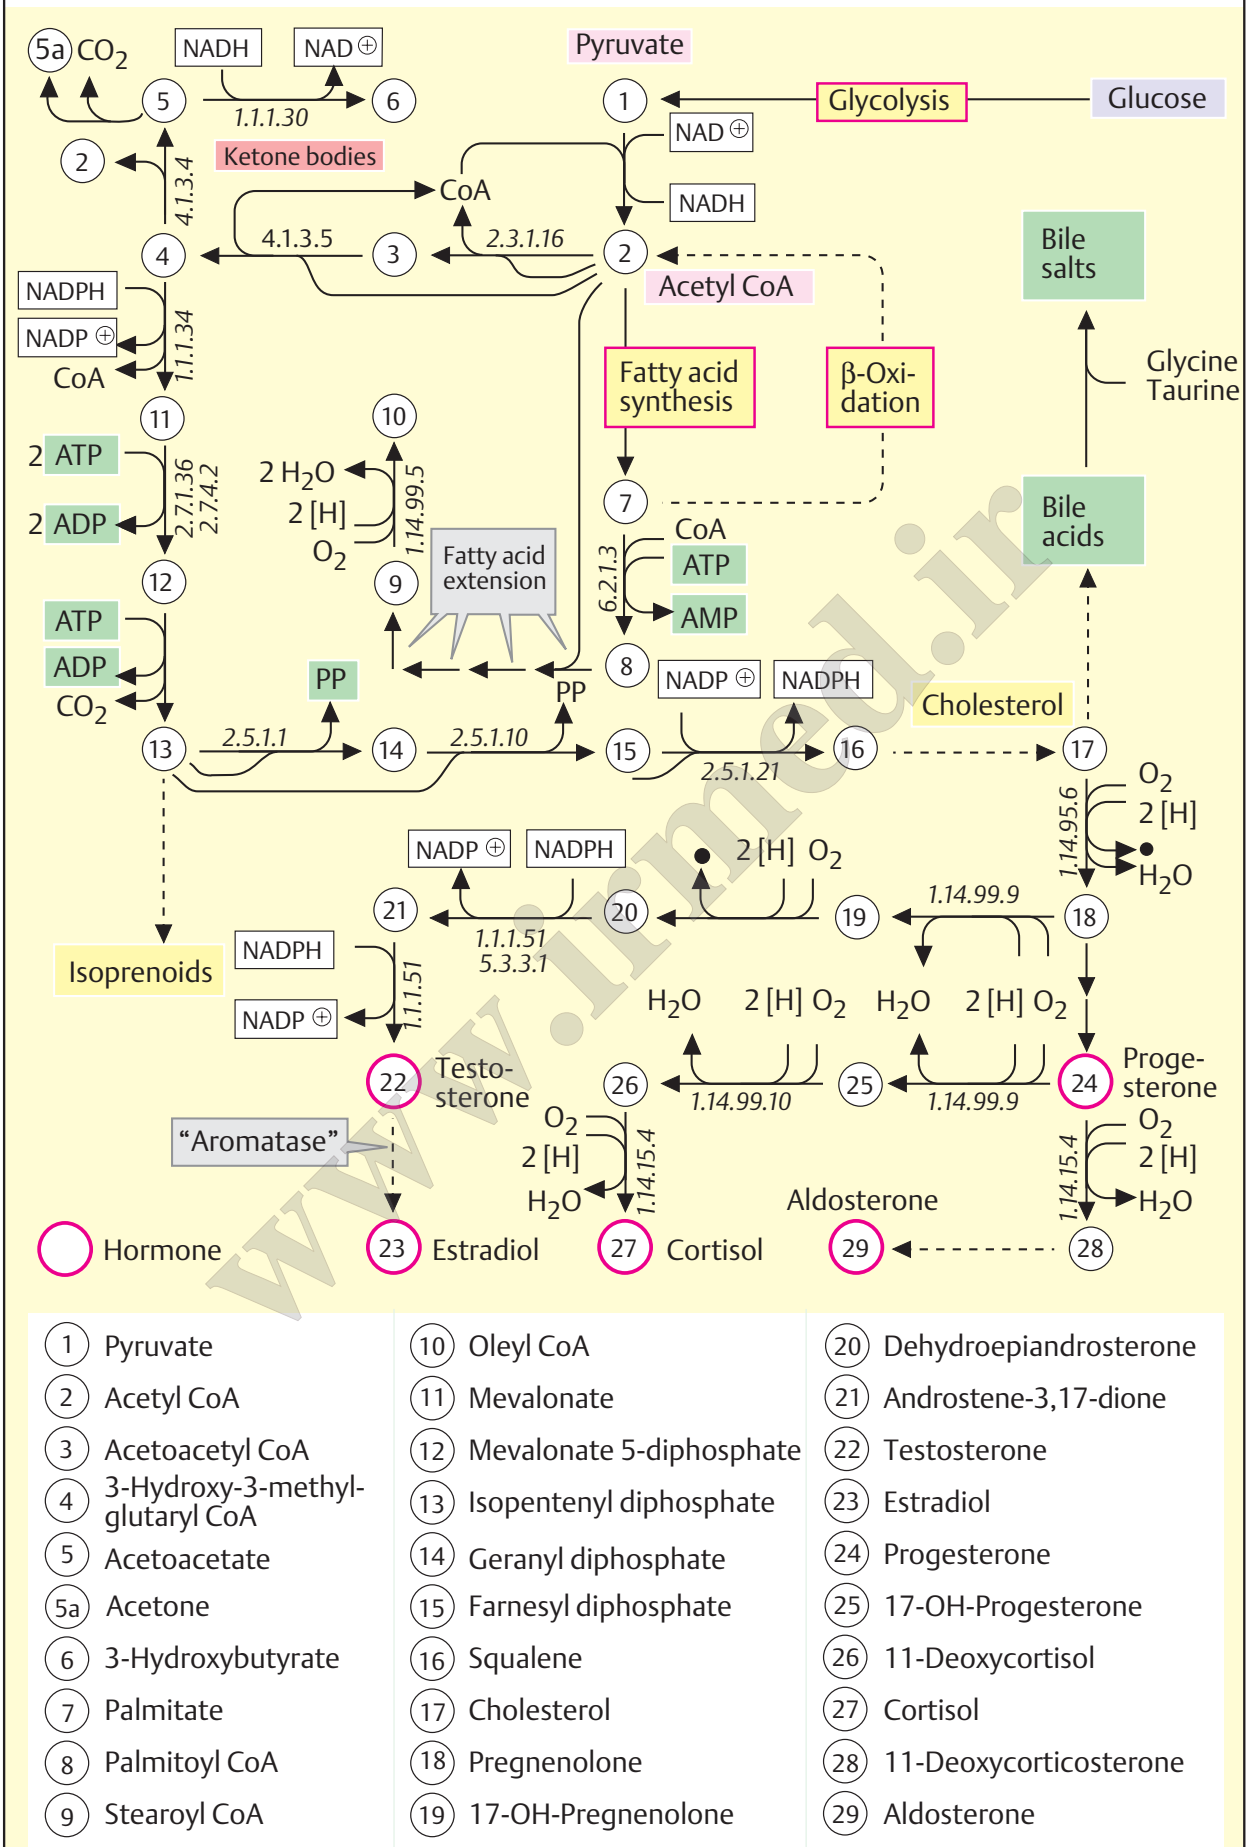 5a CO2 NADH NAD ⊕ Pyruvate
5 1.1.1.30 6 1 Glycolysis Glucose
NAD ⊕
2 4.1.3.4 Ketone bodies CoA NADH
4 4.1.3.5 3 2.3.1.16 2 Bile
salts
Acetyl CoA
NADPH
NADP ⊕ 1.1.1.34
CoA
Fatty acid
synthesis
β-Oxi-
dation
Glycine
Taurine
11 10
2 ATP
2 ADP 2.7.1.36
2.7.4.2
2 H2O
2 [H]
O2 1.14.99.5
7
CoA
ATP
AMP 6.2.1.3
Bile
acids
Fatty acid
extension
12 9
ATP
ADP
CO2
8
PP PP NADP ⊕ NADPH Cholesterol
13 2.5.1.1 14 2.5.1.10 15 2.5.1.21 16 17
O2
2 [H]
1.14.95.6
H2O
NADP ⊕ NADPH 2 [H] O2
21 1.1.1.51
5.3.3.1 20 19 1.14.99.9 18
Isoprenoids
NADPH
NADP ⊕ 1.1.1.51
H2O 2 [H] O2 H2O 2 [H] O2
22 Testo-
sterone
26 1.14.99.10 25 1.14.99.9 24 Proge-
sterone
"Aromatase"
O2
2 [H]
H2O 1.14.15.4
O2
2 [H]
H2O 1.14.15.4
Aldosterone
Hormone 23 Estradiol 27 Cortisol 29 28
www.irmed.ir
1 Pyruvate
2 Acetyl CoA
3 Acetoacetyl CoA
4 3-Hydroxy-3-methyl-
glutaryl CoA
5 Acetoacetate
5a Acetone
6 3-Hydroxybutyrate
7 Palmitate
8 Palmitoyl CoA
9 Stearoyl CoA
10 Oleyl CoA
11 Mevalonate
12 Mevalonate 5-diphosphate
13 Isopentenyl diphosphate
14 Geranyl diphosphate
15 Farnesyl diphosphate
16 Squalene
17 Cholesterol
18 Pregnenolone
19 17-OH-Pregnenolone
20 Dehydroepiandrosterone
21 Androstene-3,17-dione
22 Testosterone
23 Estradiol
24 Progesterone
25 17-OH-Progesterone
26 11-Deoxycortisol
27 Cortisol
28 11-Deoxycorticosterone
29 Aldosterone